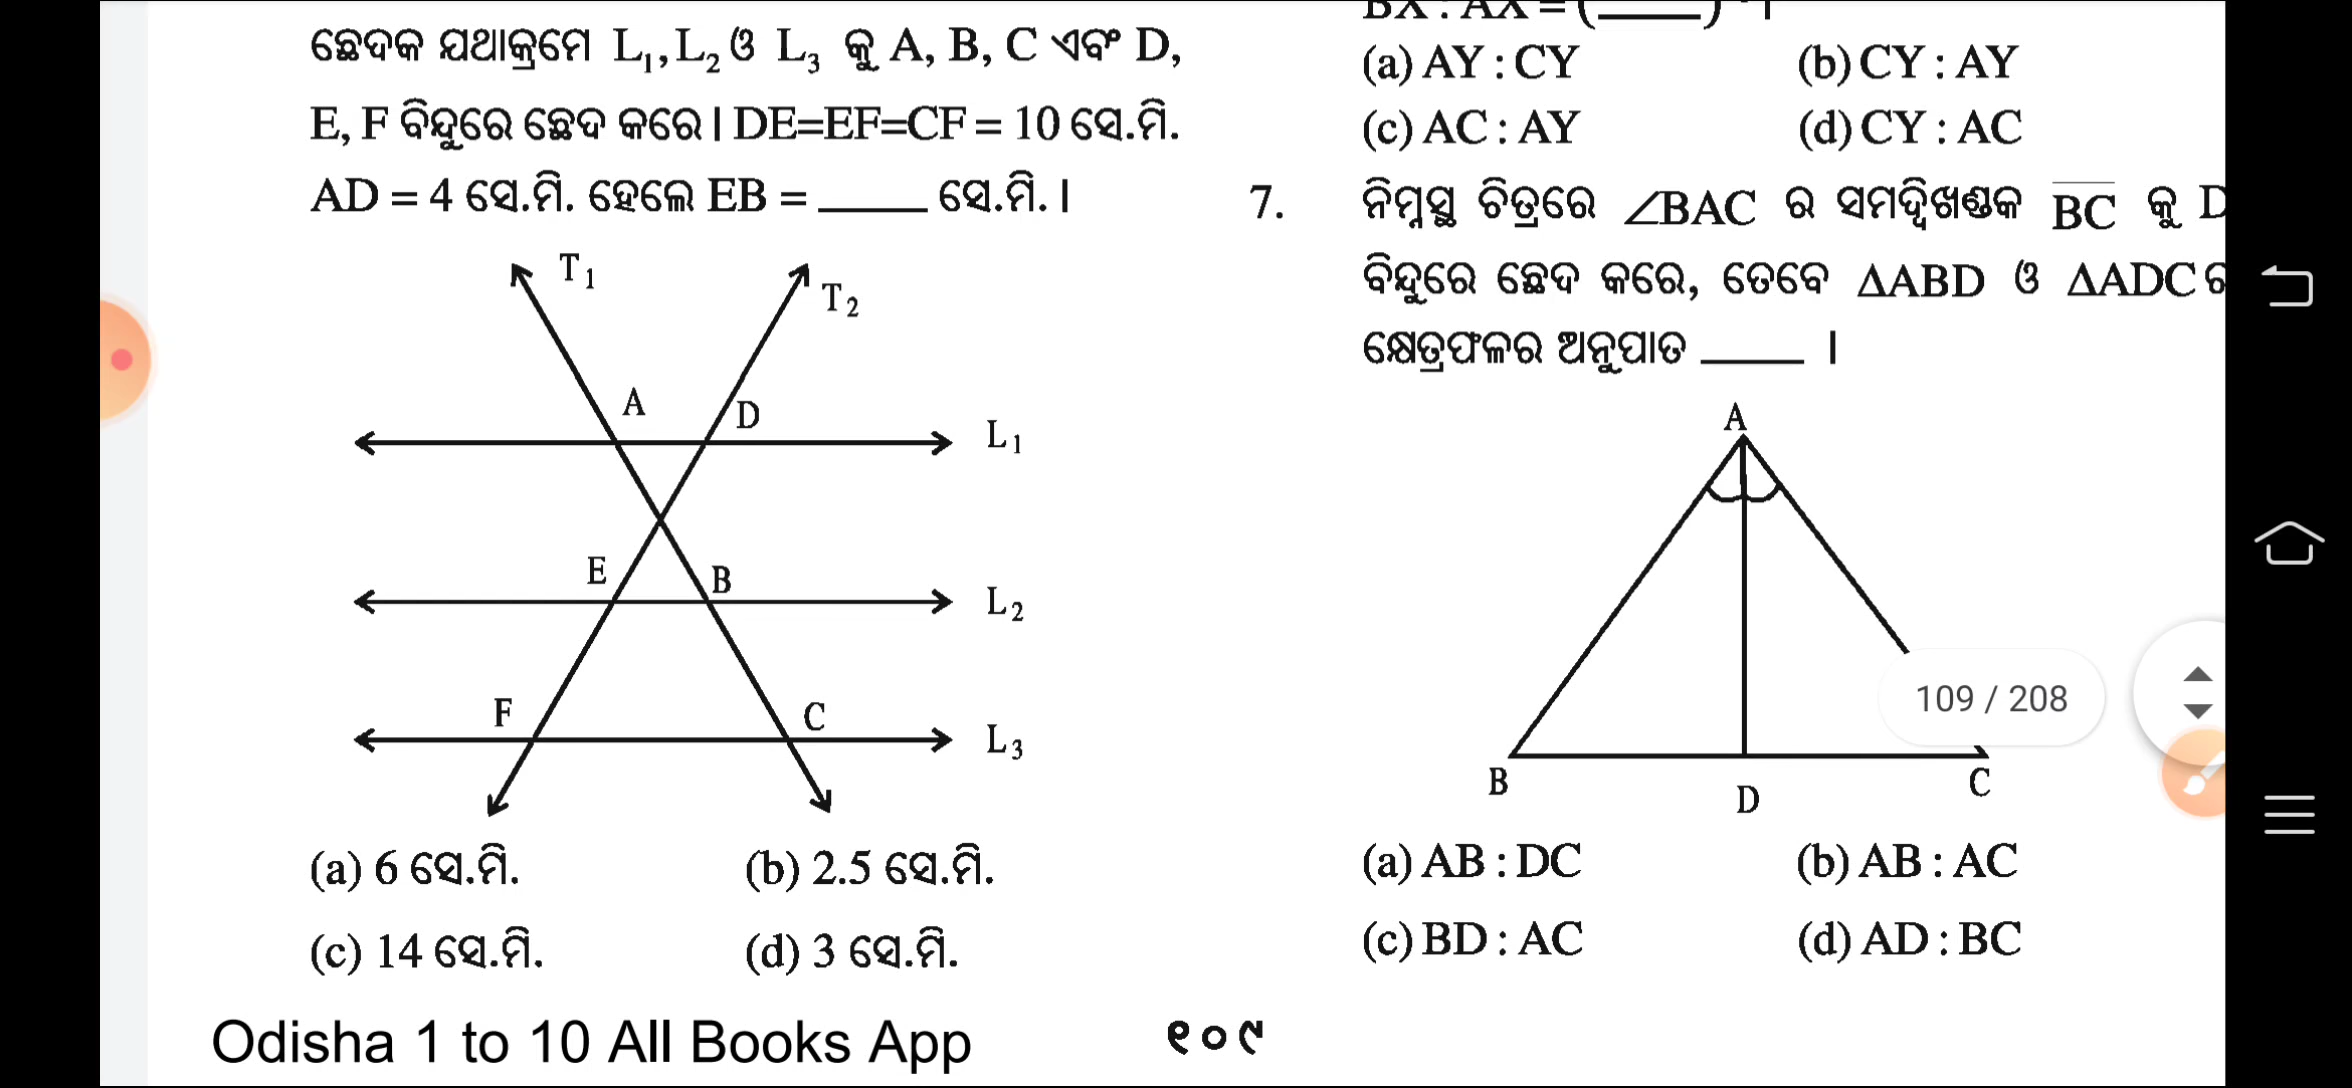 ଛେଦକ ଯଥାକ୍ରମେ L₁, L₂ ଓ L₃ କୁ A, B, C ଏବଂ D,
E, F ବିନ୍ଦୁରେ ଛେଦ କରେ। DE=EF=CF= 10 ସେ.ମି.
AD = 4 ସେ.ମି. ହେଲେ EB = _____ ସେ.ମି. ।
T₁
T₂
A
D
L₁
E
B
L₂
F
C
L₃
(a) 6 ସେ.ମି. (b) 2.5 ସେ.ମି.
(c) 14 ସେ.ମି. (d) 3 ସେ.ମି.
BX : AX = (_____) ।
(a) AY : CY (b) CY : AY
(c) AC : AY (d) CY : AC
7. ନିମ୍ନସ୍ଥ ଚିତ୍ରରେ ∠BAC ର ସମଦ୍ବିଖଣ୍ଡକ BC କୁ D
ବିନ୍ଦୁରେ ଛେଦ କରେ, ତେବେ ΔABD ଓ ΔADC
କ୍ଷେତ୍ରଫଳର ଅନୁପାତ _____ ।
A
109 / 208
B
D
C
(a) AB : DC (b) AB : AC
(c) BD : AC (d) AD : BC
Odisha 1 to 10 All Books App
୧୦୯